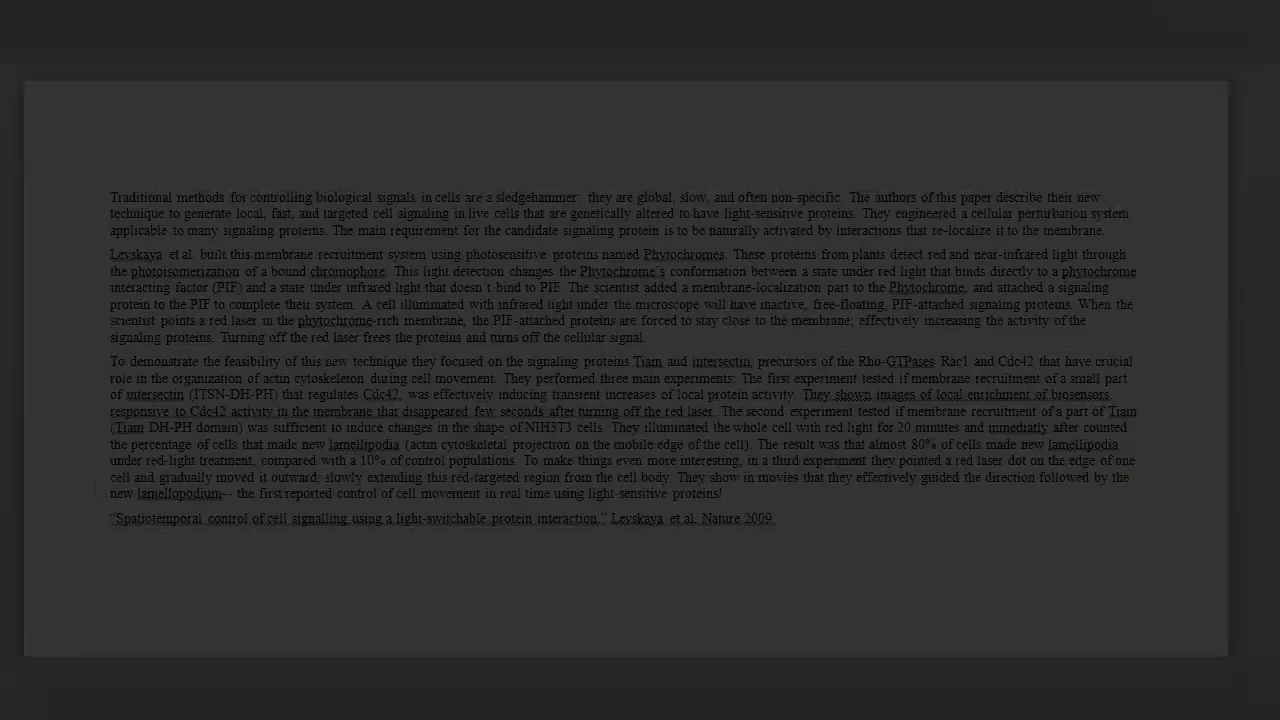 Traditional methods for controlling biological signals in cells are a sledgehammer: they are global, slow, and often non-specific. The authors of this paper describe their new
technique to generate local, fast, and targeted cell signaling in live cells that are genetically altered to have light-sensitive proteins. They engineered a cellular perturbation system
applicable to many signaling proteins. The main requirement for the candidate signaling protein is to be naturally activated by interactions that re-localize it to the membrane.
Levskaya et al. built this membrane recruitment system using photosensitive proteins named Phytochromes. These proteins from plants detect red and near-infrared light through
the photoisomerization of a bound chromophore. This light detection changes the Phytochrome's conformation between a state under red light that binds directly to a phytochrome
interacting factor (PIF) and a state under infrared light that doesn't bind to PIF. The scientist added a membrane-localization part to the Phytochrome, and attached a signaling
protein to the PIF to complete their system. A cell illuminated with infrared light under the microscope will have inactive, free-floating, PIF-attached signaling proteins. When the
scientist points a red laser in the phytochrome-rich membrane, the PIF-attached proteins are forced to stay close to the membrane; effectively increasing the activity of the
signaling proteins. Turning off the red laser frees the proteins and turns off the cellular signal.
To demonstrate the feasibility of this new technique they focused on the signaling proteins Tiam and intersectin, precursors of the Rho-GTPases Rac1 and Cdc42 that have crucial
role in the organization of actin cytoskeleton during cell movement. They performed three main experiments: The first experiment tested if membrane recruitment of a small part
of intersectin (ITSN-DH-PH) that regulates Cdc42, was effectively inducing transient increases of local protein activity. They shown images of local enrichment of biosensors
responsive to Cdc42 activity in the membrane that disappeared few seconds after turning off the red laser. The second experiment tested if membrane recruitment of a part of Tiam
(Tiam DH-PH domain) was sufficient to induce changes in the shape of NIH3T3 cells. They illuminated the whole cell with red light for 20 minutes and immediatly after counted
the percentage of cells that made new lamellipodia (actin cytoskeletal projection on the mobile edge of the cell). The result was that almost 80% of cells made new lamellipodia
under red-light treatment, compared with a 10% of control populations. To make things even more interesting, in a third experiment they pointed a red laser dot on the edge of one
cell and gradually moved it outward, slowly extending this red-targeted region from the cell body. They show in movies that they effectively guided the direction followed by the
new lamellopodium-- the first reported control of cell movement in real time using light-sensitive proteins!
"Spatiotemporal control of cell signalling using a light-switchable protein interaction." Levskaya et al. Nature 2009.